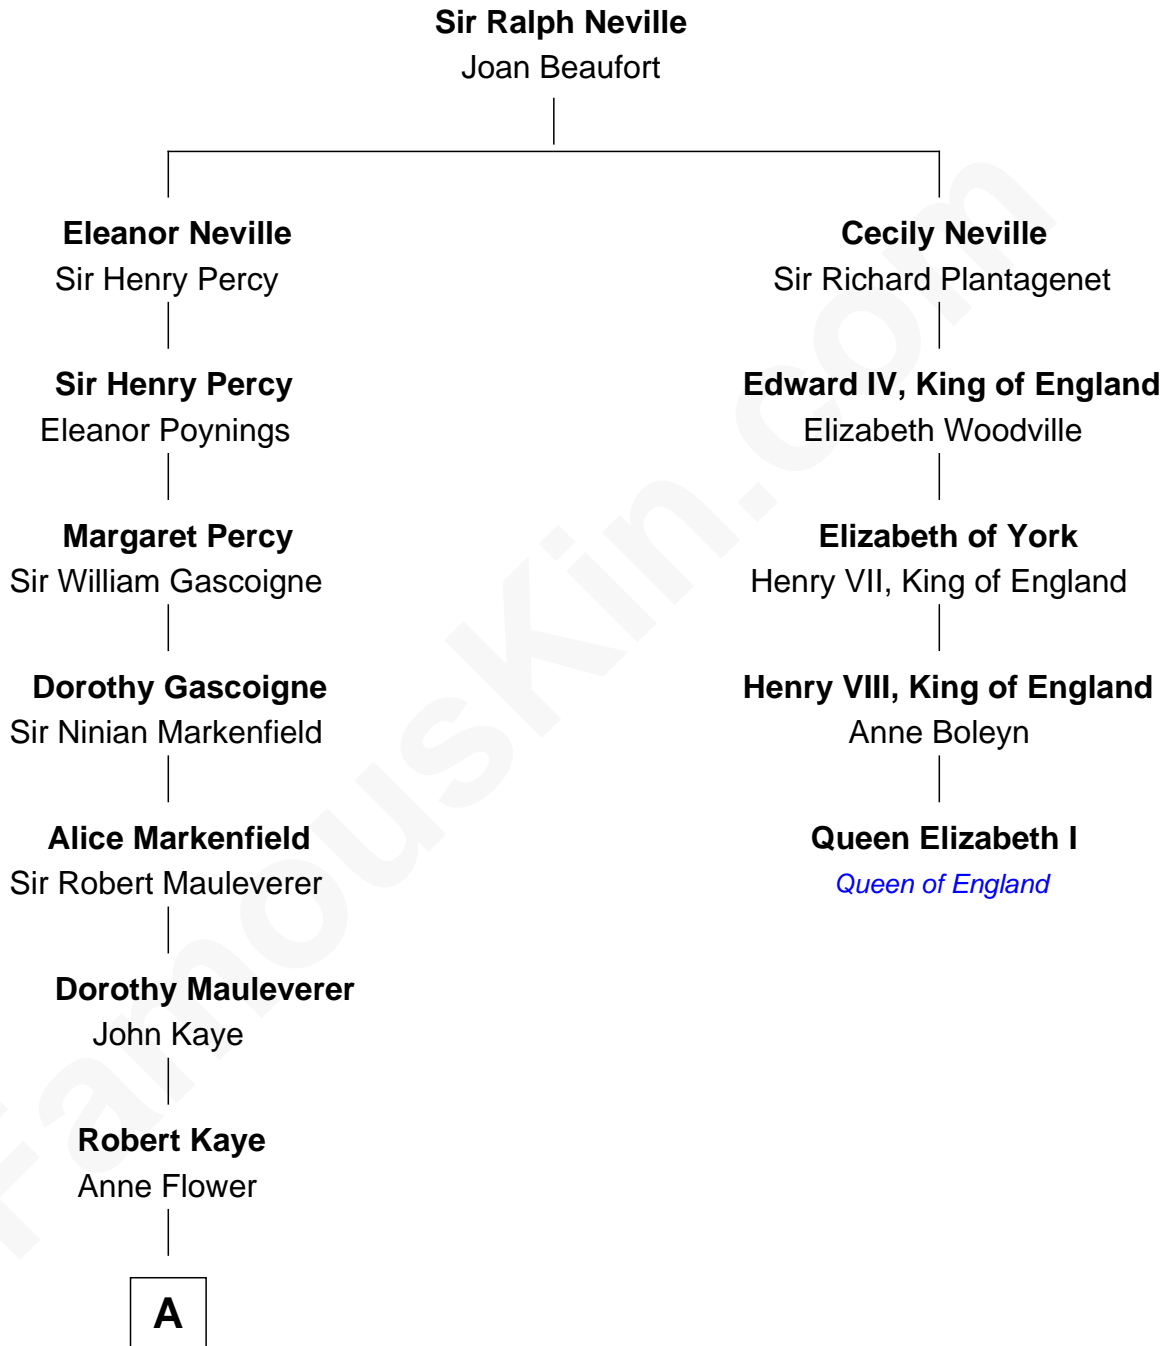 Sir Ralph Neville
Joan Beaufort
Eleanor Neville
Sir Henry Percy
Cecily Neville
Sir Richard Plantagenet
Sir Henry Percy
Eleanor Poynings
Edward IV, King of England
Elizabeth Woodville
Margaret Percy
Sir William Gascoigne
Elizabeth of York
Henry VII, King of England
Dorothy Gascoigne
Sir Ninian Markenfield
Henry VIII, King of England
Anne Boleyn
Alice Markenfield
Sir Robert Mauleverer
Queen Elizabeth I
Queen of England
Dorothy Mauleverer
John Kaye
Robert Kaye
Anne Flower
A
FamousKin.com